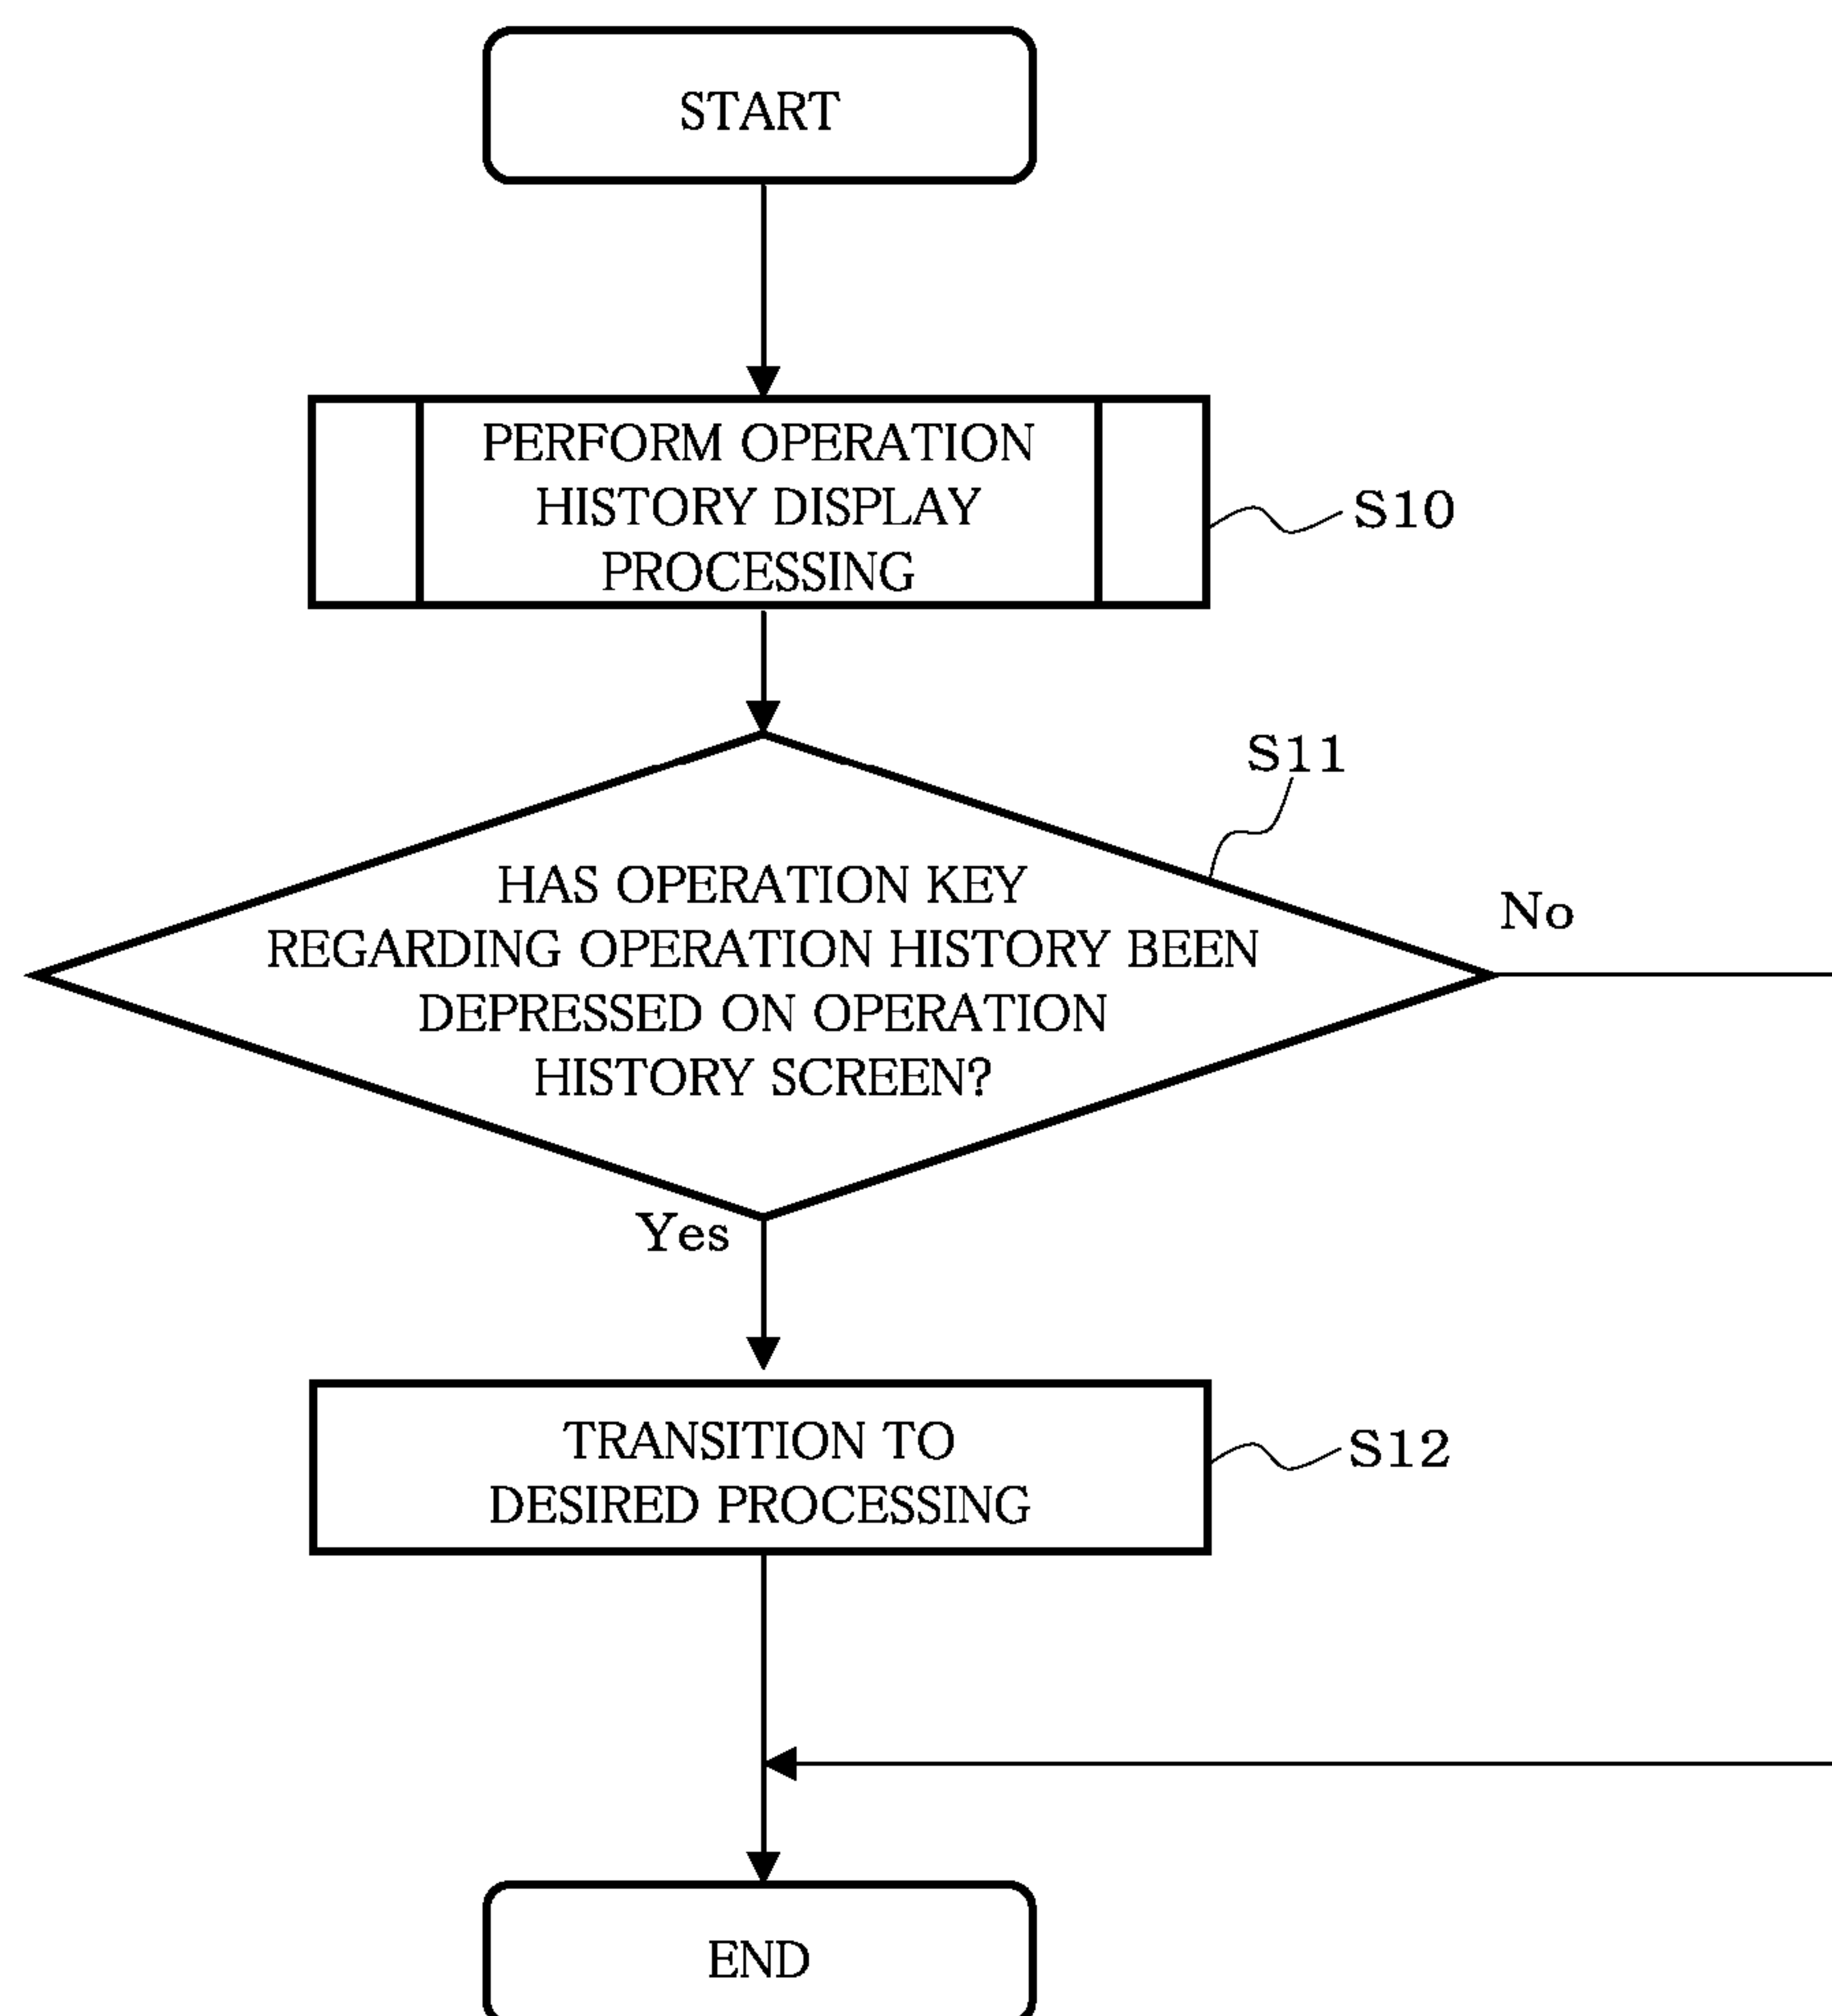 START
PERFORM OPERATION
HISTORY DISPLAY
PROCESSING
S10
S11
HAS OPERATION KEY
REGARDING OPERATION HISTORY BEEN
DEPRESSED ON OPERATION
HISTORY SCREEN?
No
Yes
TRANSITION TO
DESIRED PROCESSING
S12
END